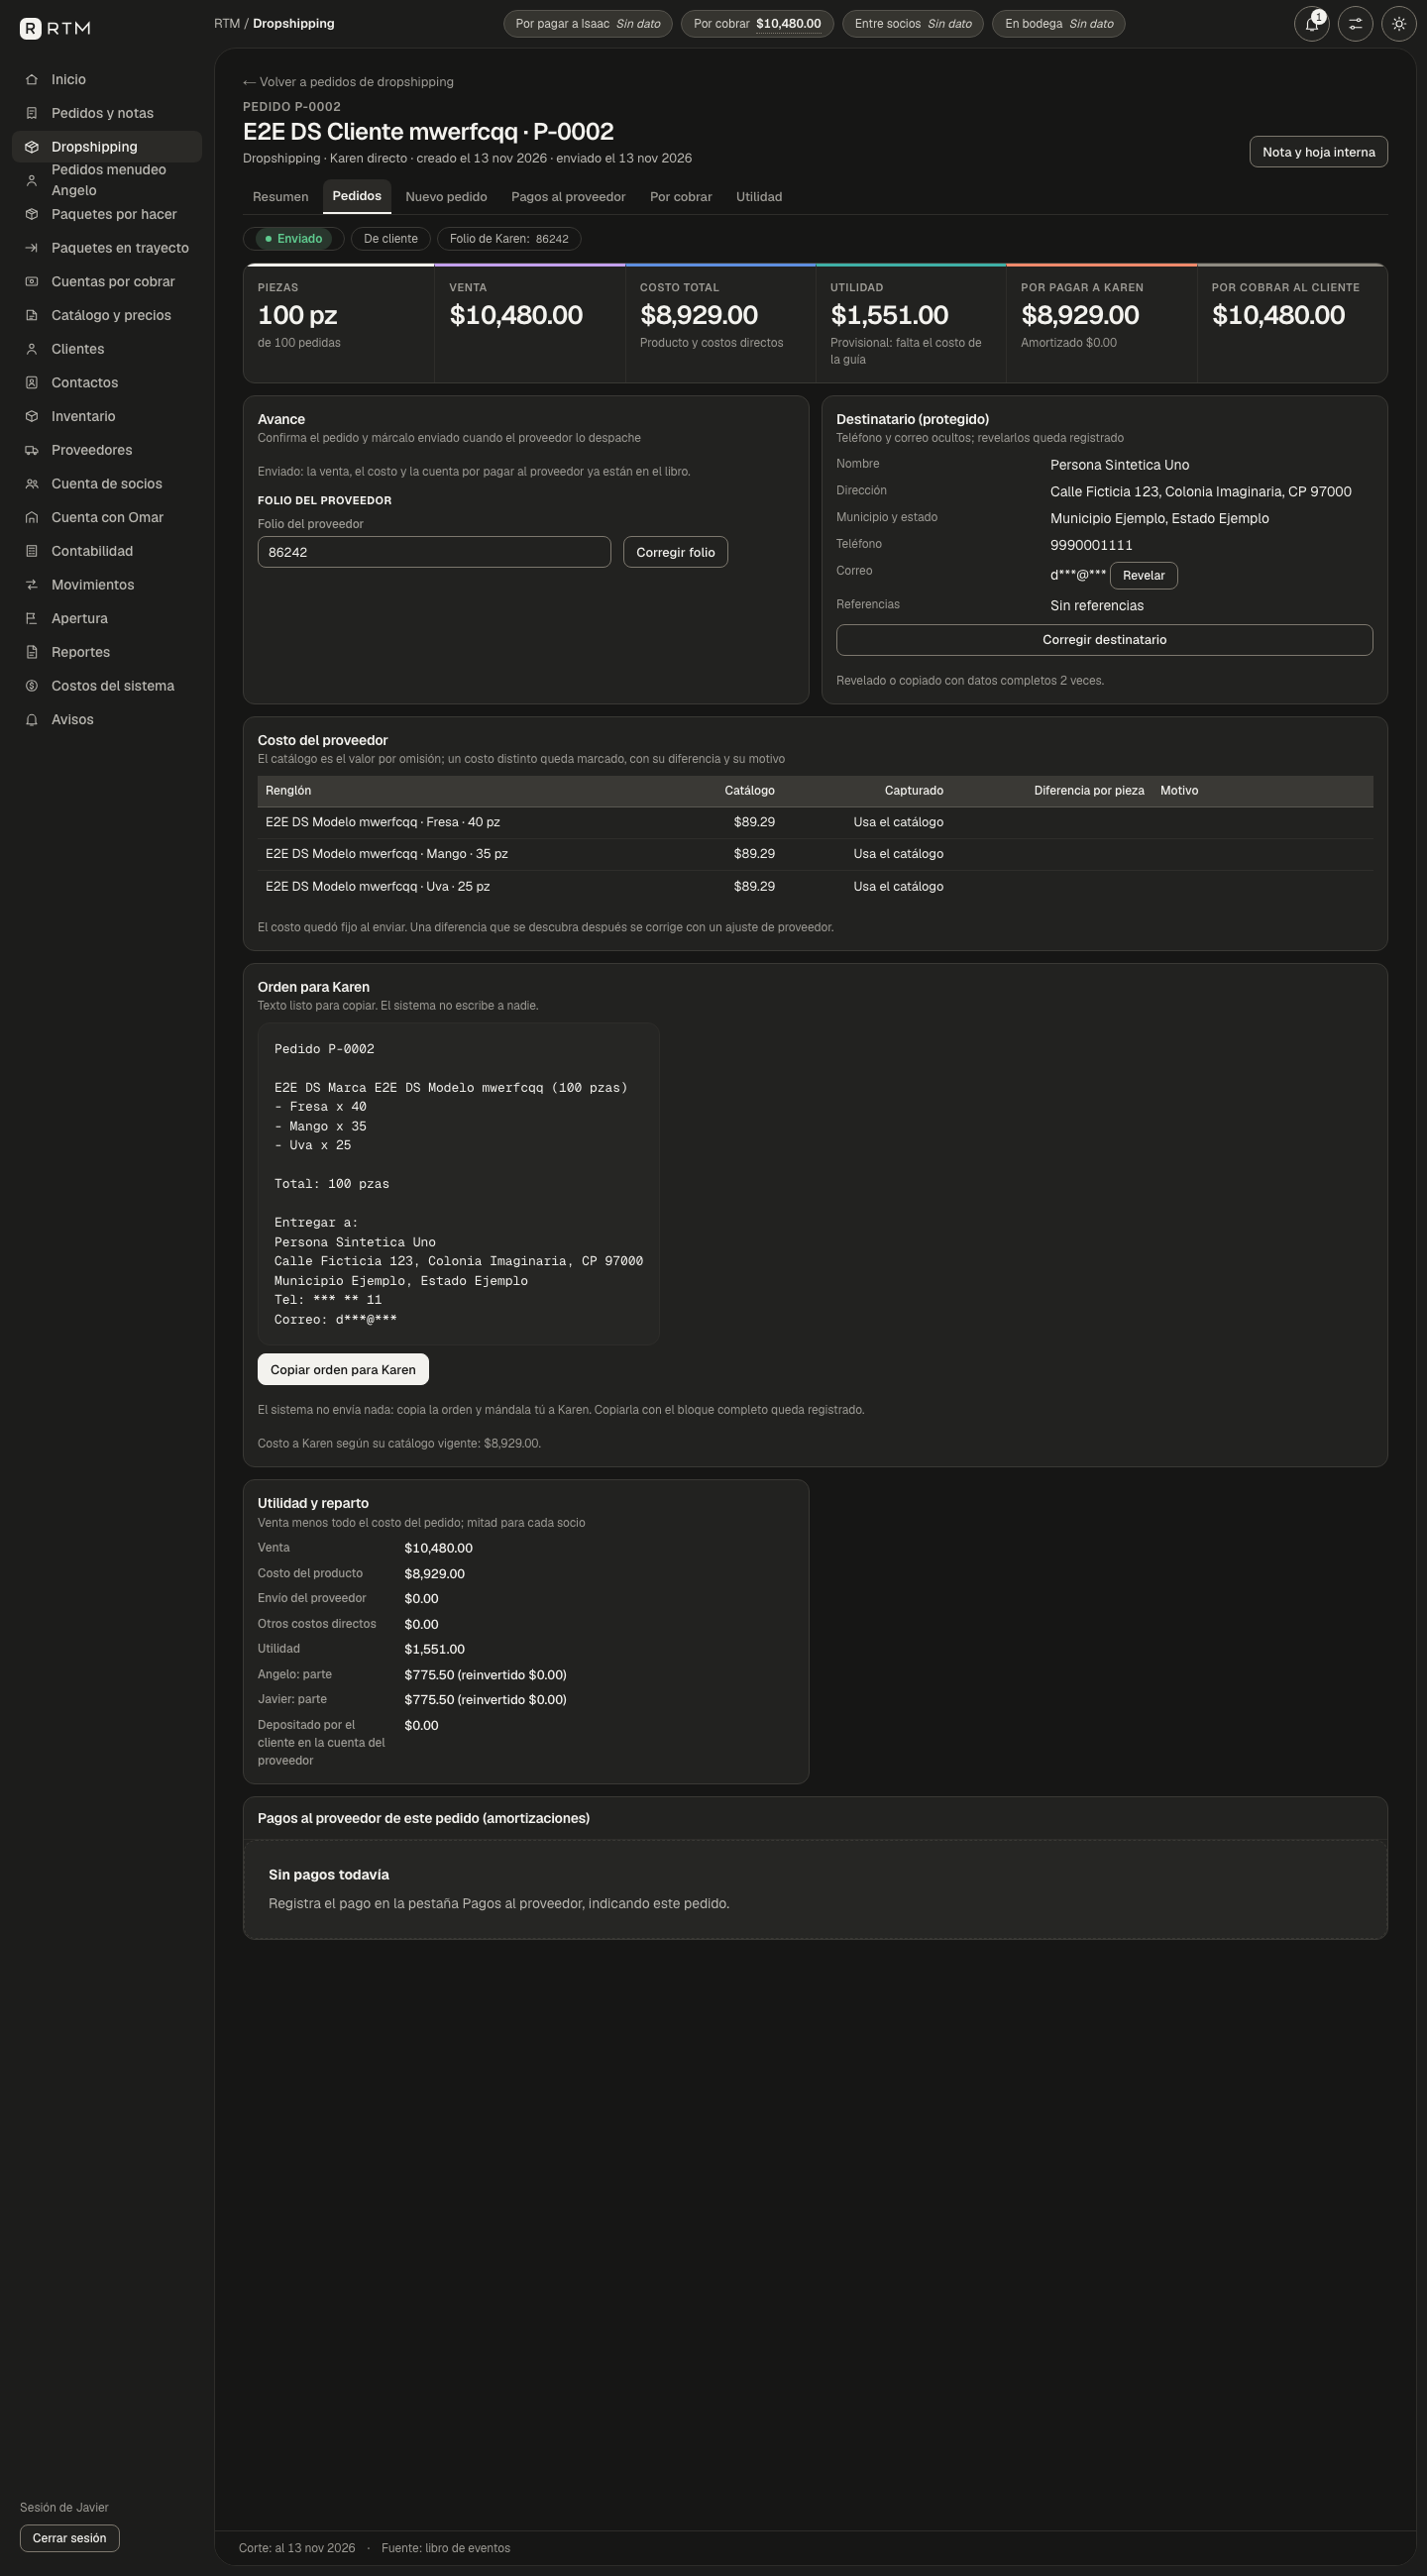 R RTM
RTM / Dropshipping
Por pagar a Isaac Sin dato
Por cobrar $10,480.00
Entre socios Sin dato
En bodega Sin dato
1
Inicio
Pedidos y notas
Dropshipping
Pedidos menudeo
Angelo
Paquetes por hacer
Paquetes en trayecto
Cuentas por cobrar
Catálogo y precios
Clientes
Contactos
Inventario
Proveedores
Cuenta de socios
Cuenta con Omar
Contabilidad
Movimientos
Apertura
Reportes
Costos del sistema
Avisos
Sesión de Javier
Cerrar sesión
← Volver a pedidos de dropshipping
PEDIDO P-0002
E2E DS Cliente mwerfcqq · P-0002
Dropshipping · Karen directo · creado el 13 nov 2026 · enviado el 13 nov 2026
Nota y hoja interna
Resumen
Pedidos
Nuevo pedido
Pagos al proveedor
Por cobrar
Utilidad
Enviado
De cliente
Folio de Karen: 86242
PIEZAS
100 pz
de 100 pedidas
VENTA
$10,480.00
COSTO TOTAL
$8,929.00
Producto y costos directos
UTILIDAD
$1,551.00
Provisional: falta el costo de
la guía
POR PAGAR A KAREN
$8,929.00
Amortizado $0.00
POR COBRAR AL CLIENTE
$10,480.00
Avance
Confirma el pedido y márcalo enviado cuando el proveedor lo despache
Enviado: la venta, el costo y la cuenta por pagar al proveedor ya están en el libro.
FOLIO DEL PROVEEDOR
Folio del proveedor
86242
Corregir folio
Destinatario (protegido)
Teléfono y correo ocultos; revelarlos queda registrado
Nombre Persona Sintetica Uno
Dirección Calle Ficticia 123, Colonia Imaginaria, CP 97000
Municipio y estado Municipio Ejemplo, Estado Ejemplo
Teléfono 9990001111
Correo d***@*** Revelar
Referencias Sin referencias
Corregir destinatario
Revelado o copiado con datos completos 2 veces.
Costo del proveedor
El catálogo es el valor por omisión; un costo distinto queda marcado, con su diferencia y su motivo
Renglón Catálogo Capturado Diferencia por pieza Motivo
E2E DS Modelo mwerfcqq · Fresa · 40 pz $89.29 Usa el catálogo
E2E DS Modelo mwerfcqq · Mango · 35 pz $89.29 Usa el catálogo
E2E DS Modelo mwerfcqq · Uva · 25 pz $89.29 Usa el catálogo
El costo quedó fijo al enviar. Una diferencia que se descubra después se corrige con un ajuste de proveedor.
Orden para Karen
Texto listo para copiar. El sistema no escribe a nadie.
Pedido P-0002
E2E DS Marca E2E DS Modelo mwerfcqq (100 pzas)
- Fresa x 40
- Mango x 35
- Uva x 25
Total: 100 pzas
Entregar a:
Persona Sintetica Uno
Calle Ficticia 123, Colonia Imaginaria, CP 97000
Municipio Ejemplo, Estado Ejemplo
Tel: *** ** 11
Correo: d***@***
Copiar orden para Karen
El sistema no envía nada: copia la orden y mándala tú a Karen. Copiarla con el bloque completo queda registrado.
Costo a Karen según su catálogo vigente: $8,929.00.
Utilidad y reparto
Venta menos todo el costo del pedido; mitad para cada socio
Venta $10,480.00
Costo del producto $8,929.00
Envío del proveedor $0.00
Otros costos directos $0.00
Utilidad $1,551.00
Angelo: parte $775.50 (reinvertido $0.00)
Javier: parte $775.50 (reinvertido $0.00)
Depositado por el $0.00
cliente en la cuenta del
proveedor
Pagos al proveedor de este pedido (amortizaciones)
Sin pagos todavía
Registra el pago en la pestaña Pagos al proveedor, indicando este pedido.
Corte: al 13 nov 2026 · Fuente: libro de eventos